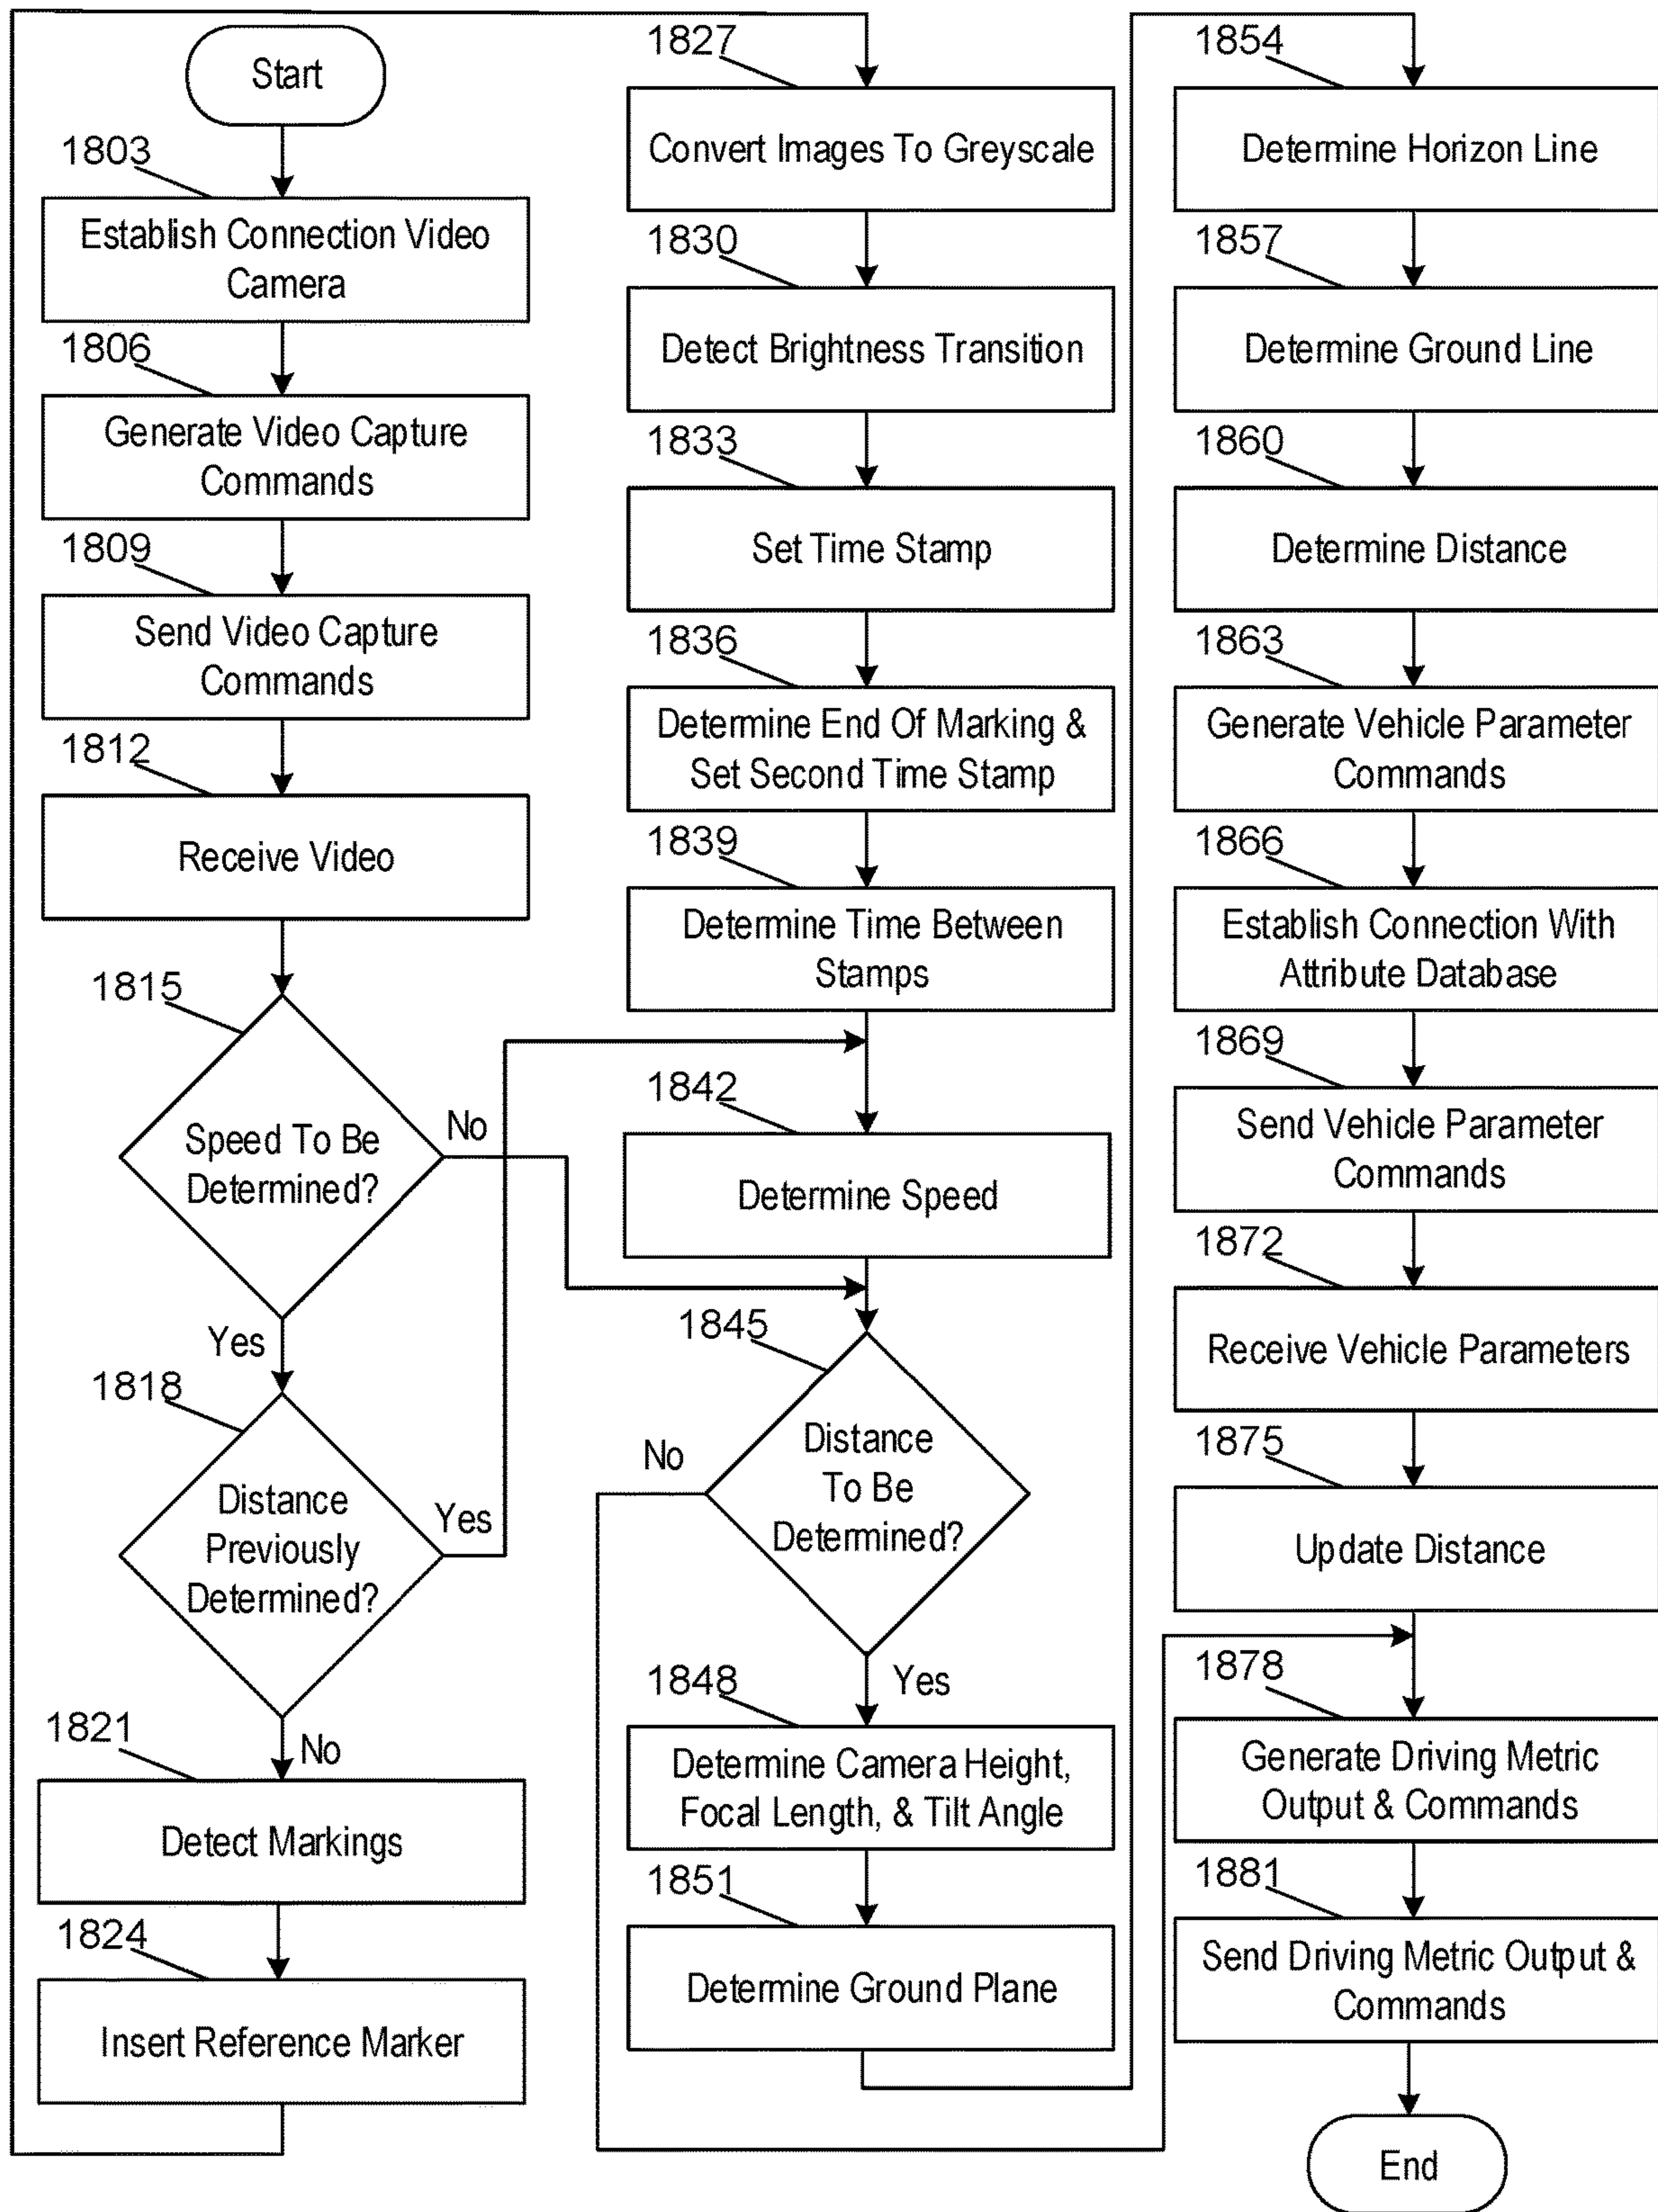 Start
1803
Establish Connection Video
Camera
1806
Generate Video Capture
Commands
1809
Send Video Capture
Commands
1812
Receive Video
1815
Speed To Be
Determined?
No
Yes
1818
Distance
Previously
Determined?
Yes
No
1821
Detect Markings
1824
Insert Reference Marker
1827
Convert Images To Greyscale
1830
Detect Brightness Transition
1833
Set Time Stamp
1836
Determine End Of Marking &
Set Second Time Stamp
1839
Determine Time Between
Stamps
1842
Determine Speed
1845
Distance
To Be
Determined?
No
Yes
1848
Determine Camera Height,
Focal Length, & Tilt Angle
1851
Determine Ground Plane
1854
Determine Horizon Line
1857
Determine Ground Line
1860
Determine Distance
1863
Generate Vehicle Parameter
Commands
1866
Establish Connection With
Attribute Database
1869
Send Vehicle Parameter
Commands
1872
Receive Vehicle Parameters
1875
Update Distance
1878
Generate Driving Metric
Output & Commands
1881
Send Driving Metric Output &
Commands
End